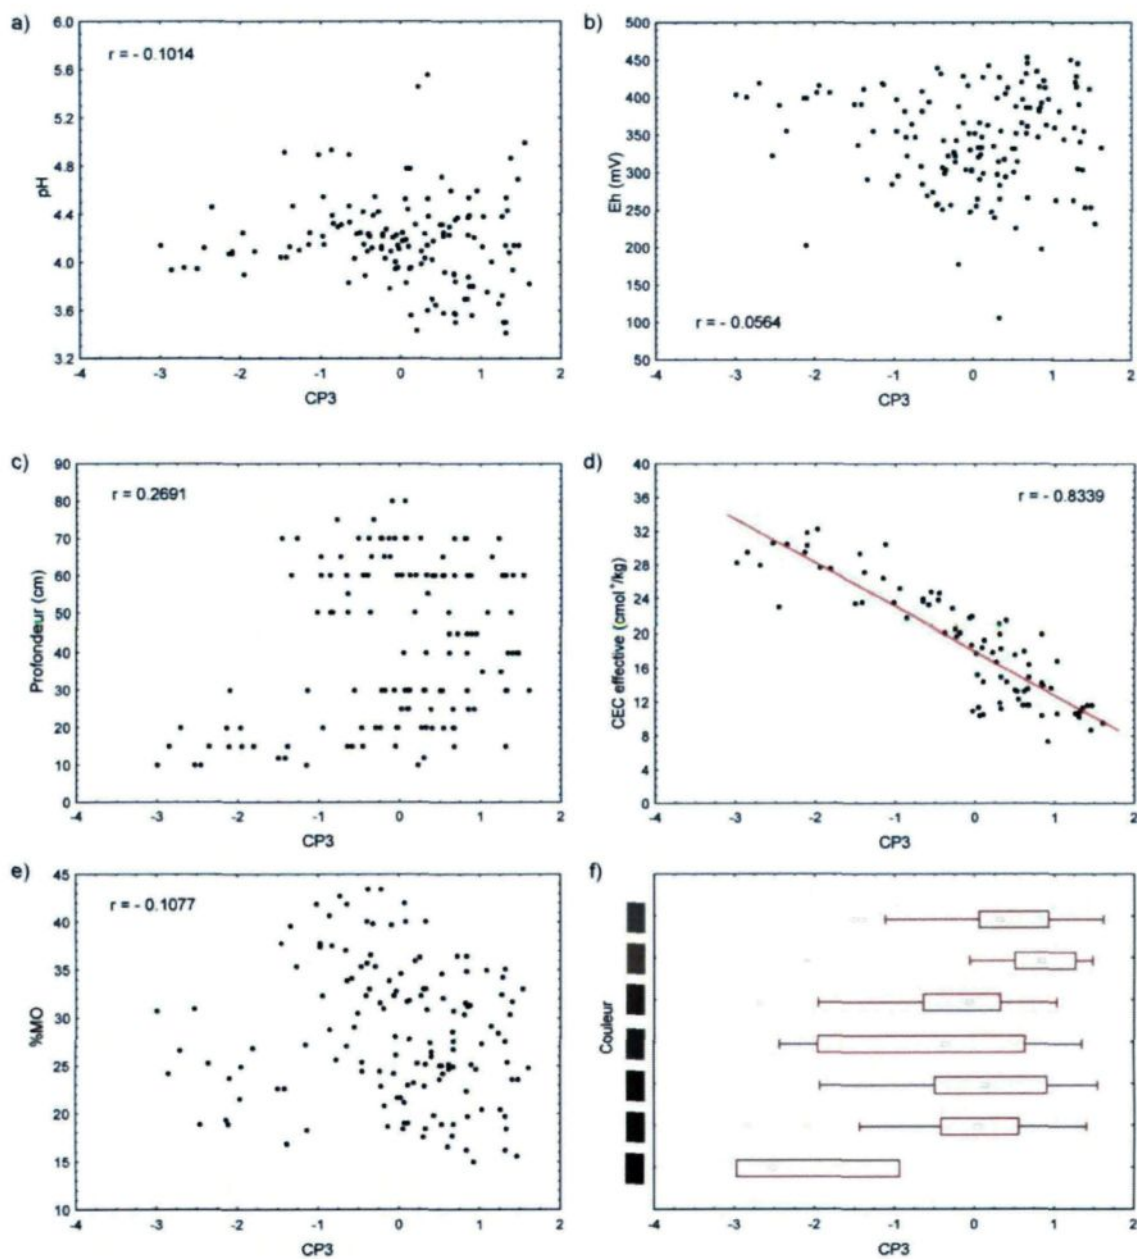 a)
r = - 0.1014
pH
6.0
5.6
5.2
4.8
4.4
4.0
3.6
3.2
-4 -3 -2 -1 0 1 2
CP3
b)
r = - 0.0564
Eh (mV)
500
450
400
350
300
250
200
150
100
50
-4 -3 -2 -1 0 1 2
CP3
c)
r = 0.2691
Profondeur (cm)
90
80
70
60
50
40
30
20
10
0
-4 -3 -2 -1 0 1 2
CP3
d)
r = - 0.8339
CEC effective (cmol⁺/kg)
40
36
32
28
24
20
16
12
8
4
0
-4 -3 -2 -1 0 1 2
CP3
e)
r = - 0.1077
%MO
45
40
35
30
25
20
15
10
-4 -3 -2 -1 0 1 2
CP3
f)
Couleur
-4 -3 -2 -1 0 1 2
CP3